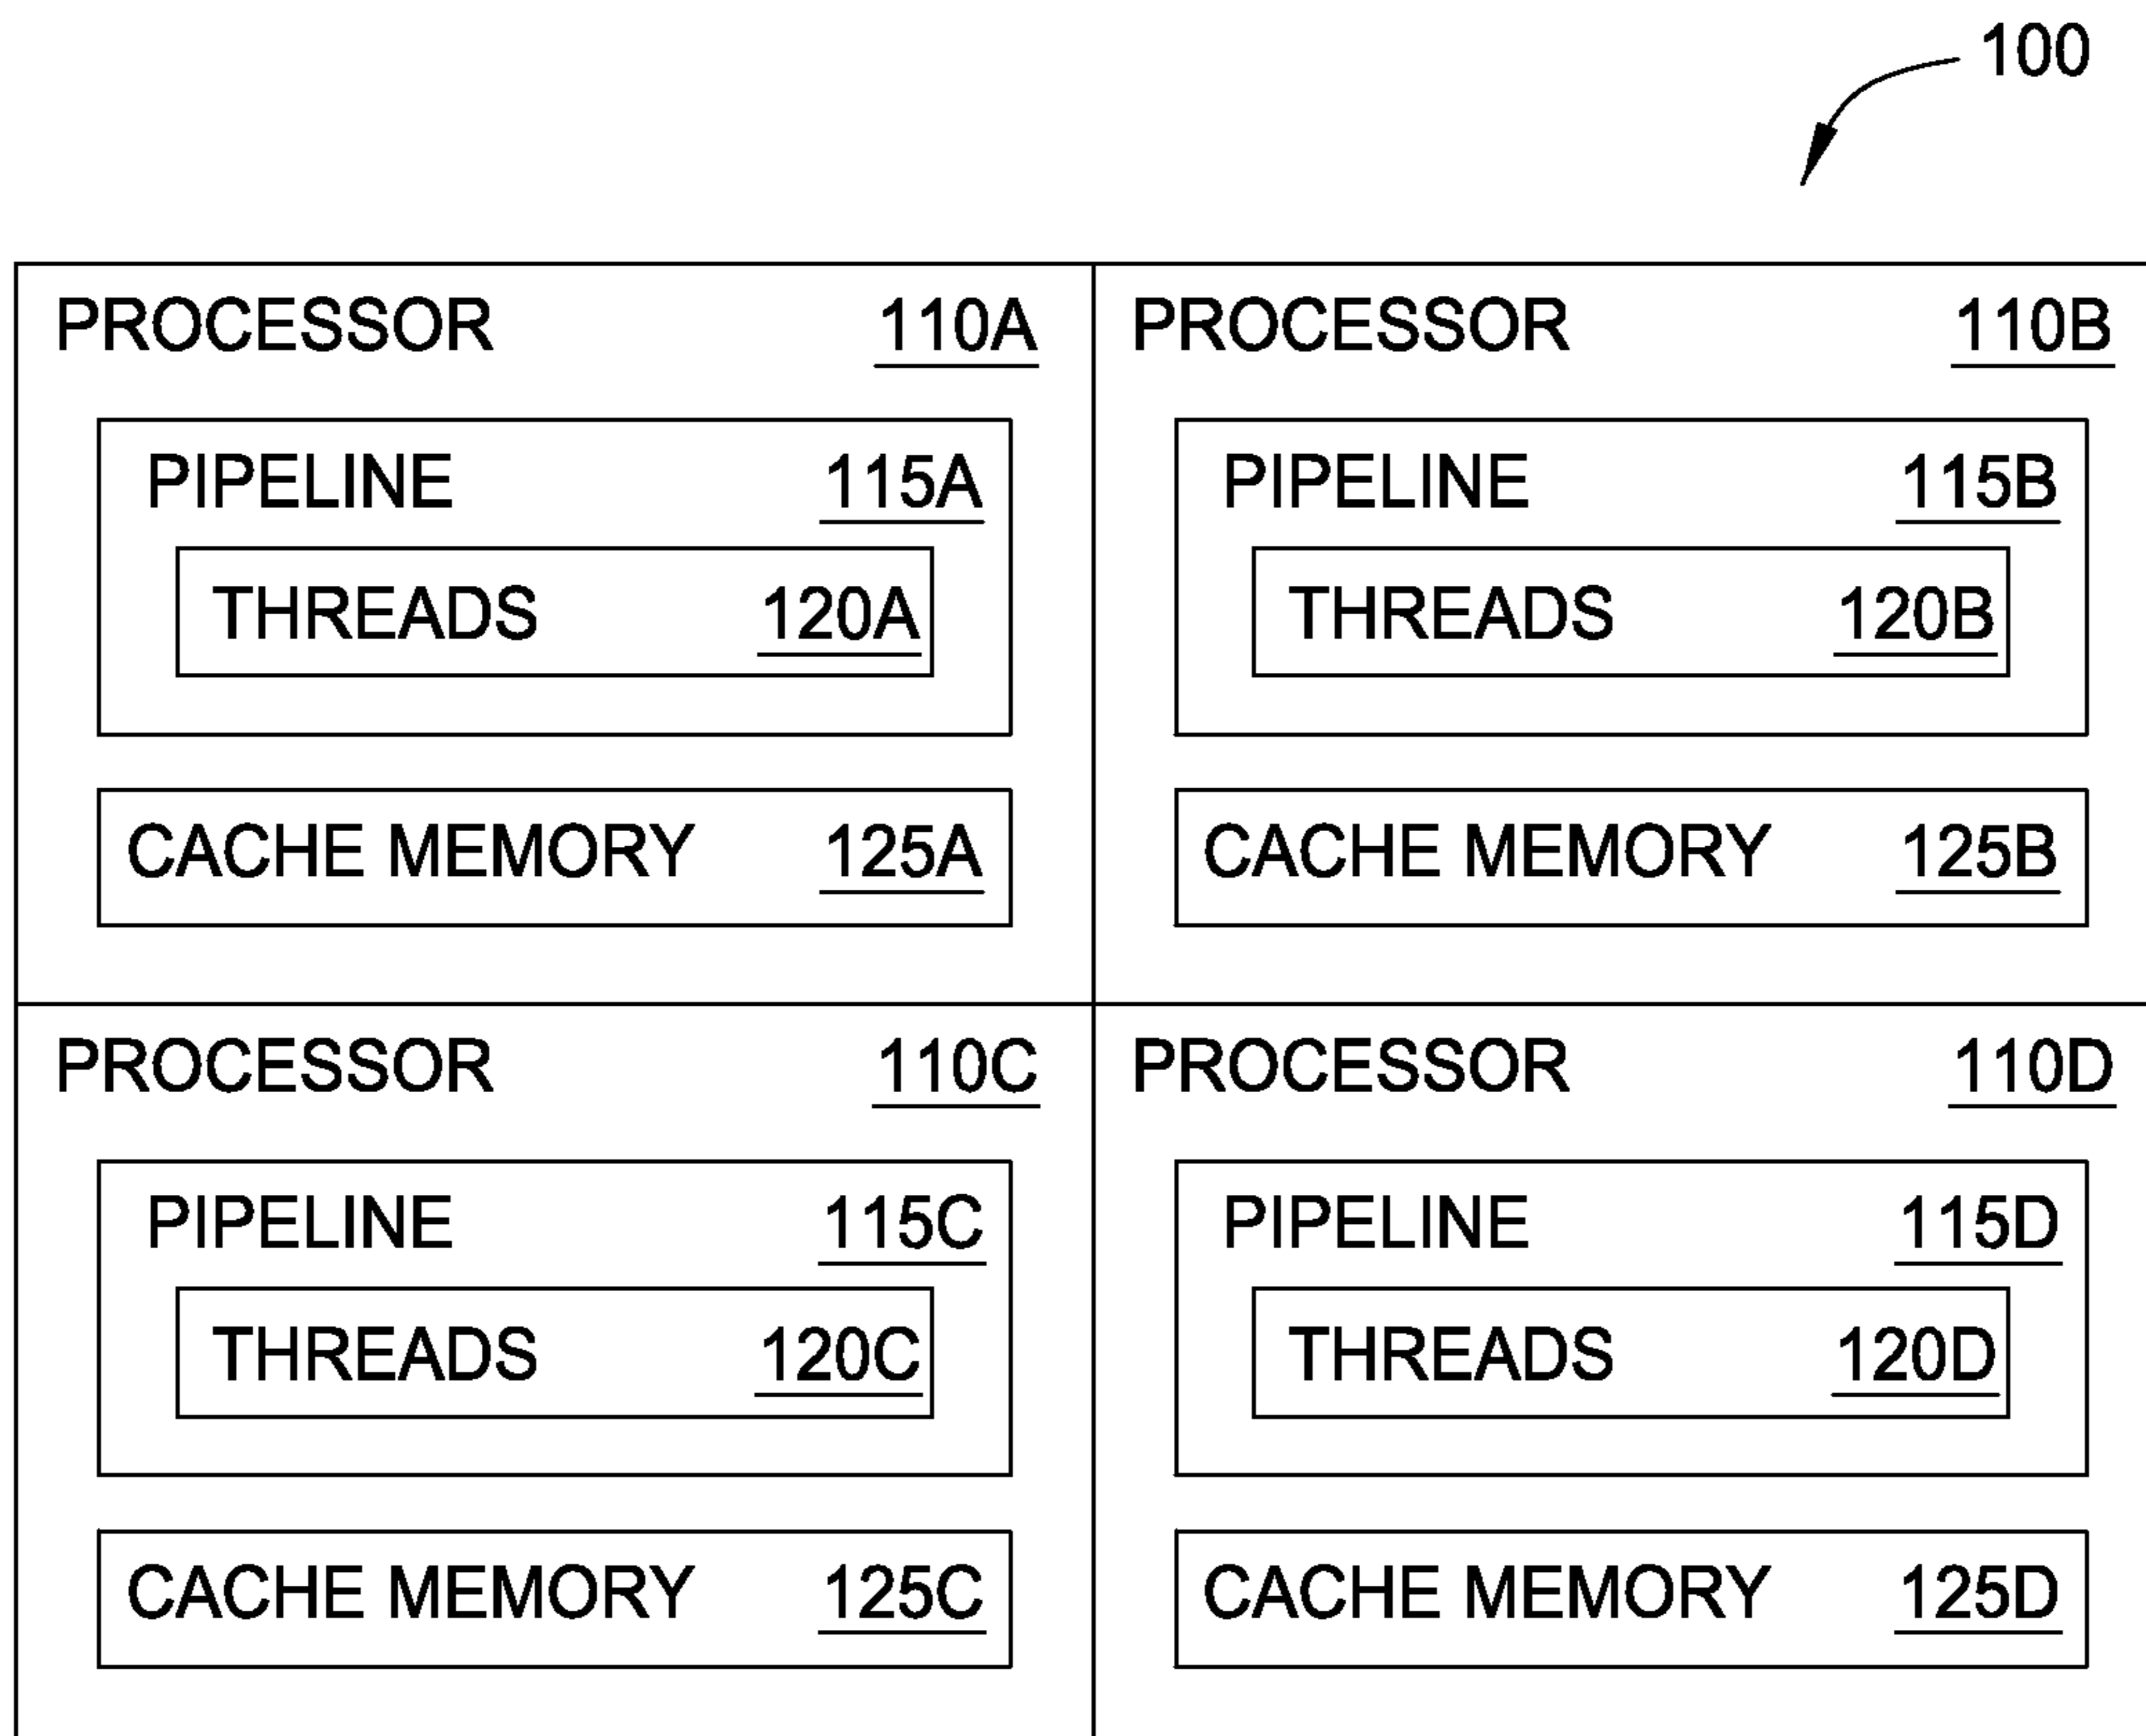 100
PROCESSOR 110A
PIPELINE 115A
THREADS 120A
CACHE MEMORY 125A
PROCESSOR 110B
PIPELINE 115B
THREADS 120B
CACHE MEMORY 125B
PROCESSOR 110C
PIPELINE 115C
THREADS 120C
CACHE MEMORY 125C
PROCESSOR 110D
PIPELINE 115D
THREADS 120D
CACHE MEMORY 125D